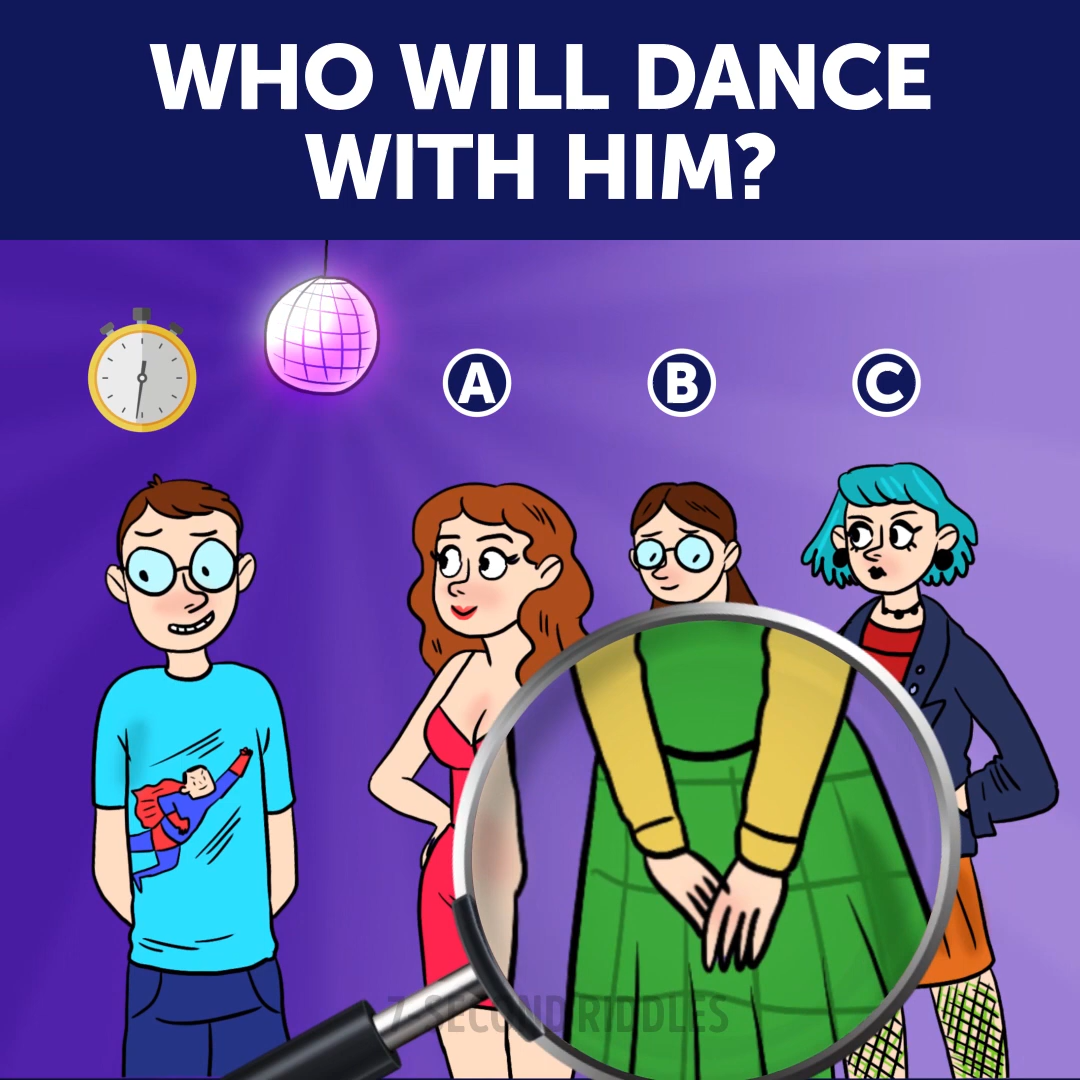 WHO WILL DANCE
WITH HIM?
A
B
C
7-SECOND RIDDLES